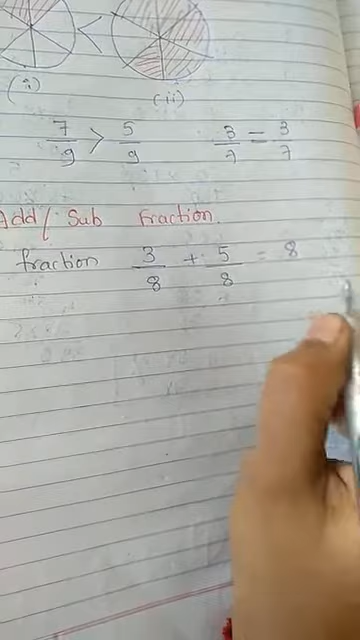 <
(i)
(ii)
7/9 > 5/9 3/7 = 3/7
Add/Sub Fraction
fraction 3/8 + 5/8 = 8